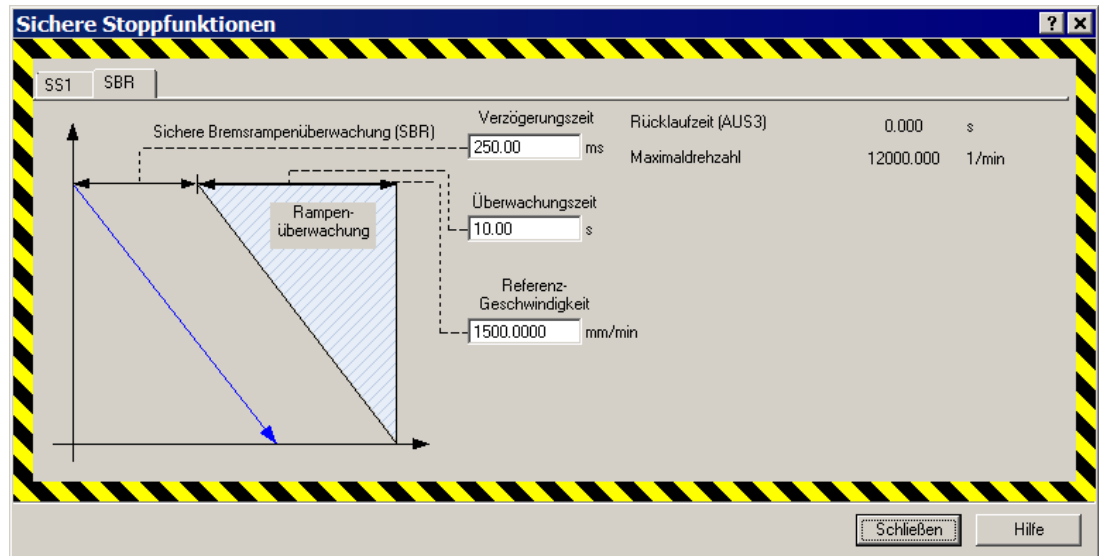 Sichere Stoppfunktionen
SS1 SBR
Sichere Bremsrampenüberwachung (SBR)
Verzögerungszeit
250.00 ms
Rücklaufzeit (AUS3) 0.000 s
Maximaldrehzahl 12000.000 1/min
Rampen-
überwachung
Überwachungszeit
10.00 s
Referenz-
Geschwindigkeit
1500.0000 mm/min
Schließen Hilfe